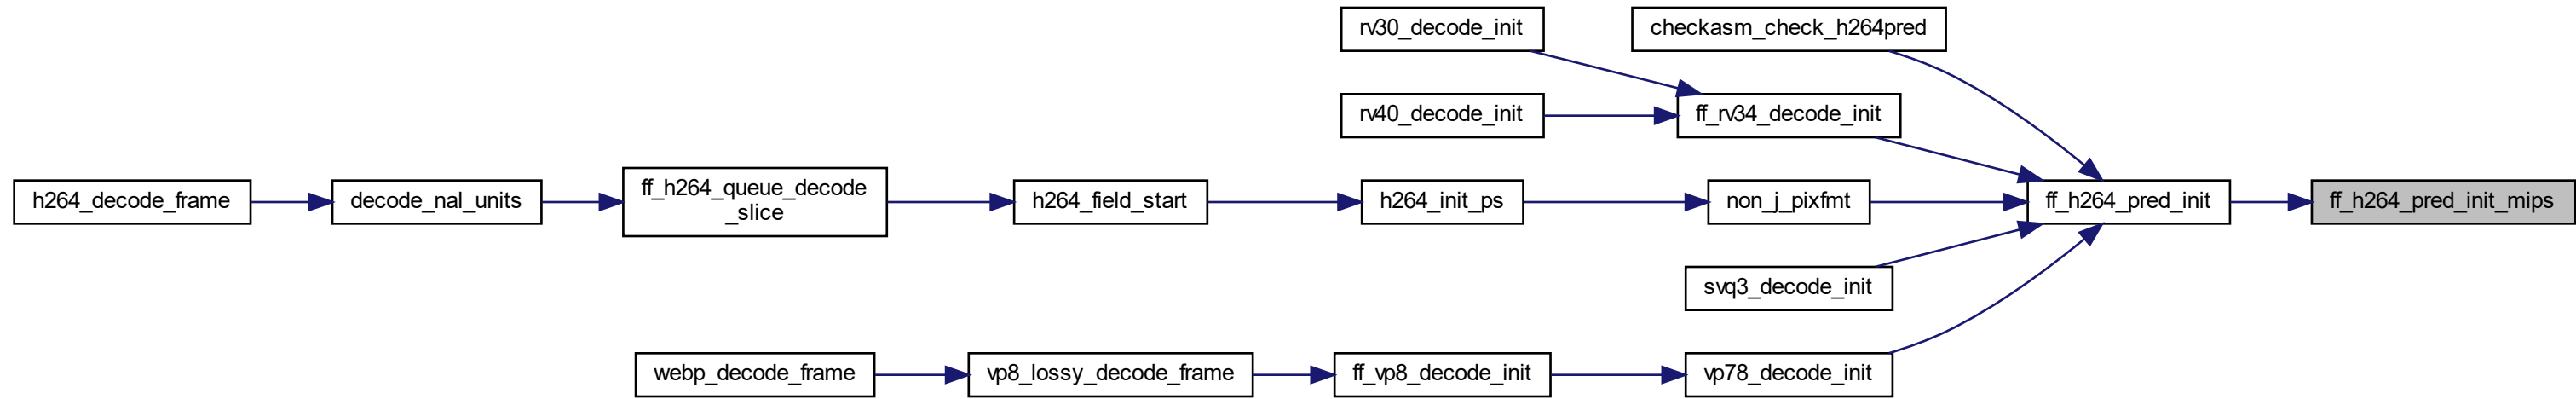 rv30_decode_init
checkasm_check_h264pred
rv40_decode_init
ff_rv34_decode_init
h264_decode_frame
decode_nal_units
ff_h264_queue_decode
_slice
h264_field_start
h264_init_ps
non_j_pixfmt
ff_h264_pred_init
ff_h264_pred_init_mips
svq3_decode_init
webp_decode_frame
vp8_lossy_decode_frame
ff_vp8_decode_init
vp78_decode_init